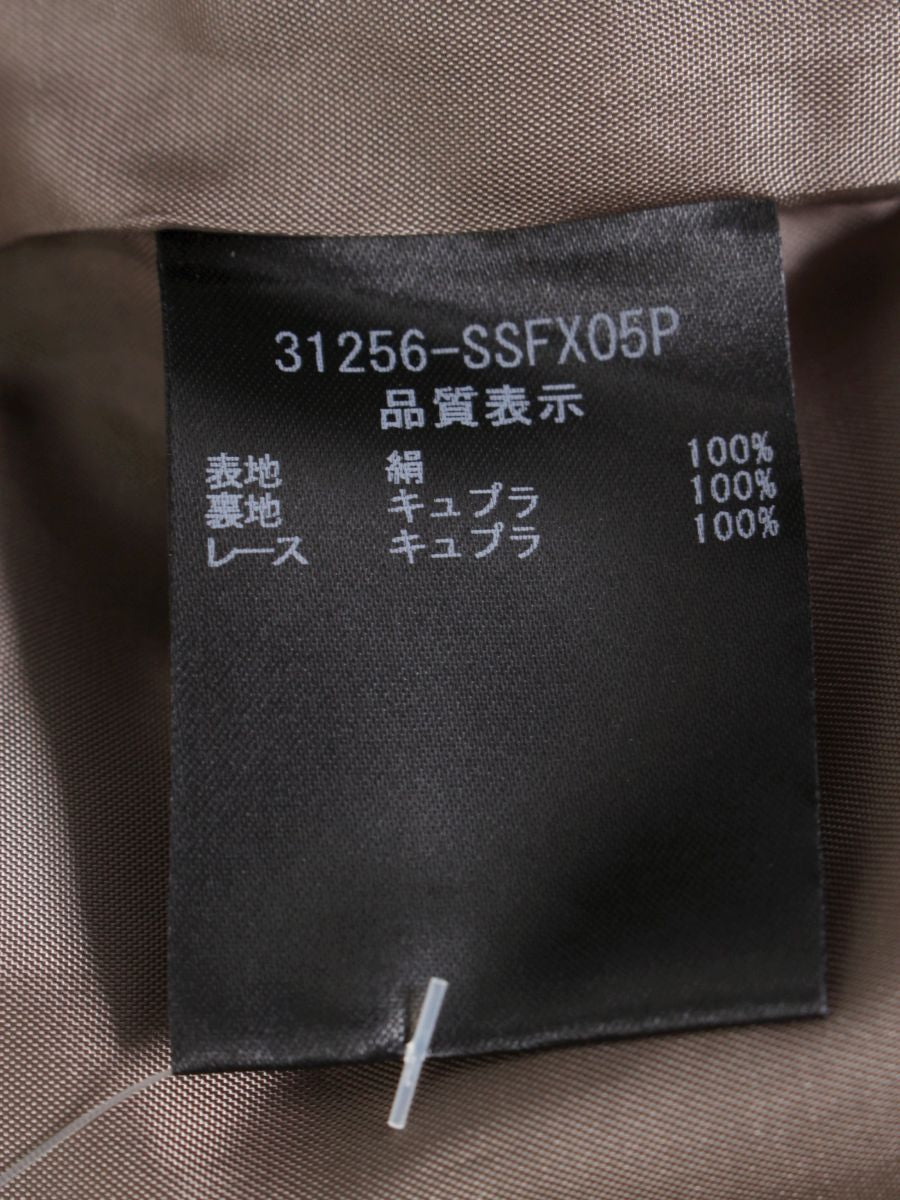 31256-SSFX05P
品質表示
表地 絹 100%
裏地 キュプラ 100%
レース キュプラ 100%